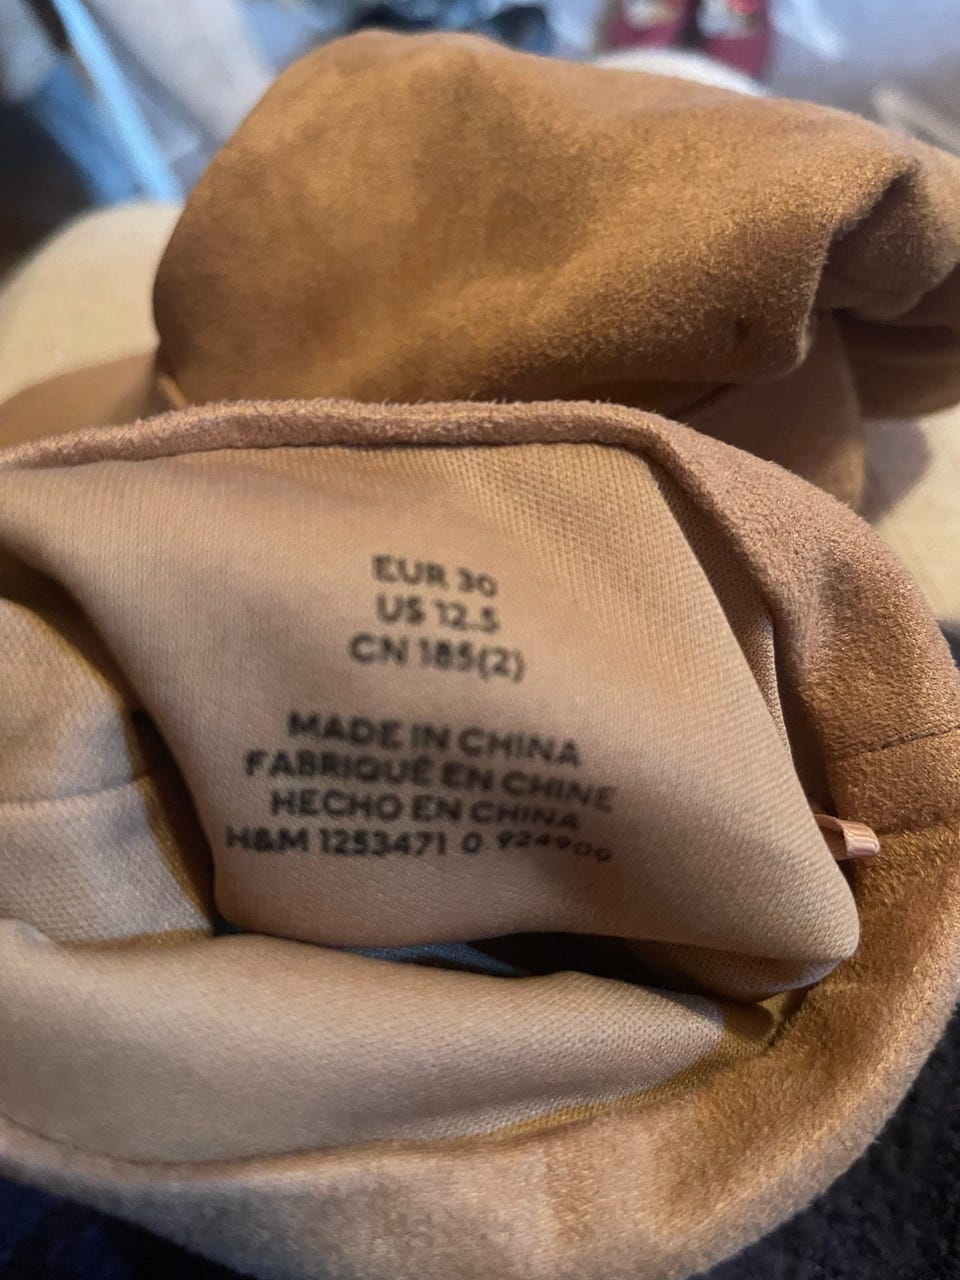 EUR 30
US 12.5
CN 185(2)
MADE IN CHINA
FABRIQUÉ EN CHINE
HECHO EN CHINA
H&M 1253471 0 924909